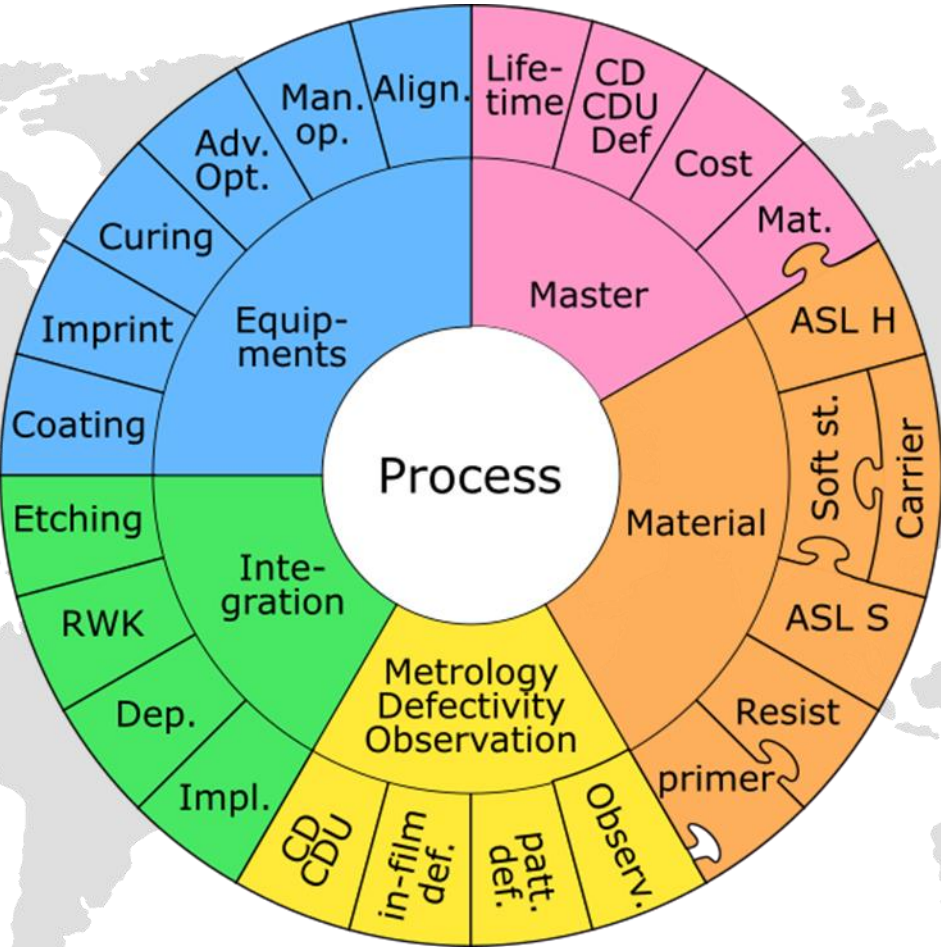 Process
Master
Life-
time
CD
CDU
Def
Cost
Mat.
Material
ASL H
Soft st.
Carrier
ASL S
Resist
primer
Metrology
Defectivity
Observation
Observ.
patt.
def.
in-film
def.
CD
CDU
Inte-
gration
Impl.
Dep.
RWK
Etching
Equip-
ments
Coating
Imprint
Curing
Adv.
Opt.
Man.
op.
Align.